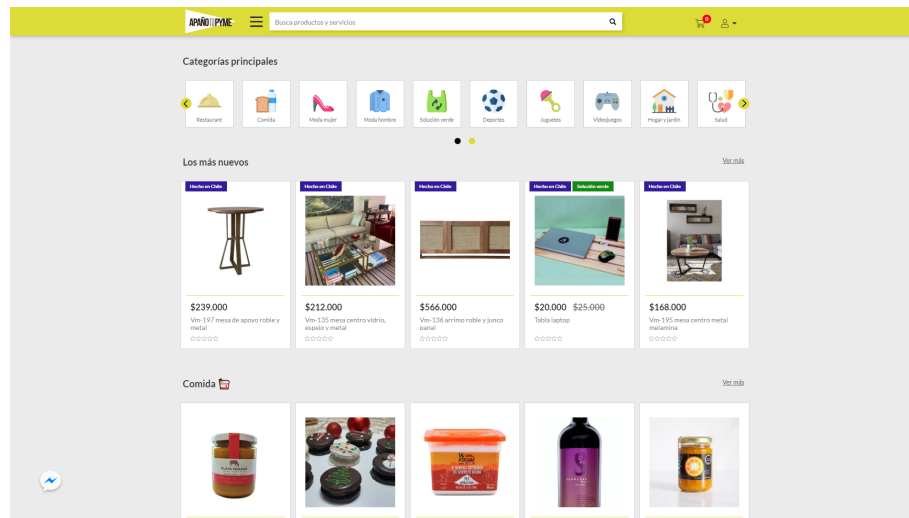 APAÑOTUPYME
Busca productos y servicios
0
Categorías principales
Restaurant
Comida
Moda mujer
Moda hombre
Solución verde
Deportes
Juguetes
Videojuegos
Hogar y jardín
Salud
Los más nuevos
Ver más
Hecho en Chile
$239.000
Vm-197 mesa de apoyo roble y
metal
Hecho en Chile
$212.000
Vm-135 mesa centro vidrio,
espejo y metal
Hecho en Chile
$566.000
Vm-136 arrimo roble y junco
panal
Hecho en Chile
Solución verde
$20.000 $25.000
Tabla laptop
Hecho en Chile
$168.000
Vm-195 mesa centro metal
melamina
Comida
Ver más